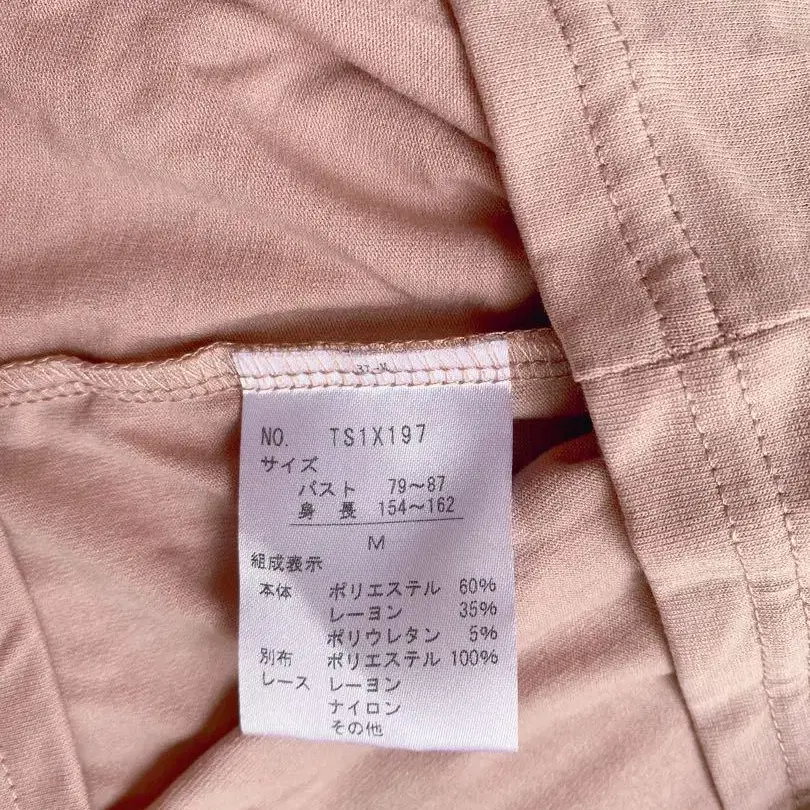 NO. TS1X197
サイズ
バスト 79～87
身長 154～162
M
組成表示
本体 ポリエステル 60%
レーヨン 35%
ポリウレタン 5%
別布 ポリエステル 100%
レース レーヨン
ナイロン
その他